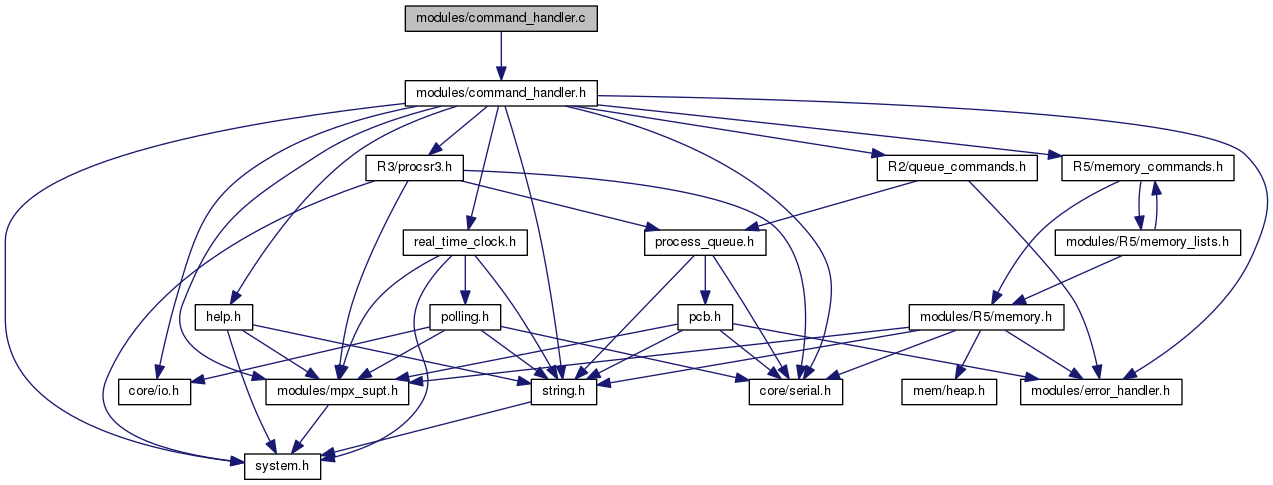 modules/command_handler.c
modules/command_handler.h
R3/procsr3.h
R2/queue_commands.h
R5/memory_commands.h
real_time_clock.h
process_queue.h
modules/R5/memory_lists.h
help.h
polling.h
pcb.h
modules/R5/memory.h
core/io.h
modules/mpx_supt.h
string.h
core/serial.h
mem/heap.h
modules/error_handler.h
system.h